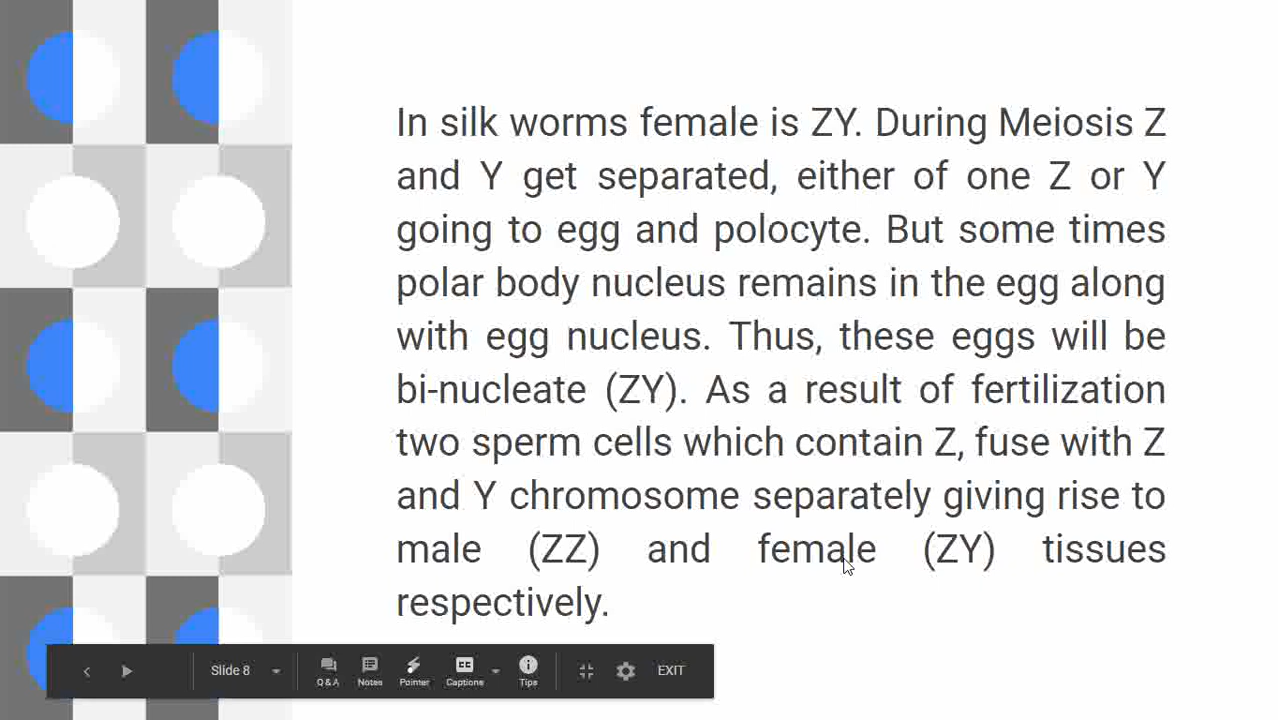 In silk worms female is ZY. During Meiosis Z
and Y get separated, either of one Z or Y
going to egg and polocyte. But some times
polar body nucleus remains in the egg along
with egg nucleus. Thus, these eggs will be
bi-nucleate (ZY). As a result of fertilization
two sperm cells which contain Z, fuse with Z
and Y chromosome separately giving rise to
male (ZZ) and female (ZY) tissues
respectively.
Slide 8
Q&A
Notes
Pointer
CC
Captions
Tips
EXIT